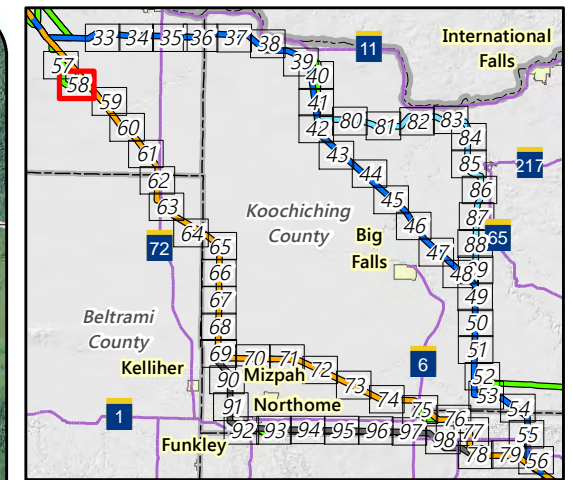 33 34 35 36 37 38 39
11
International
Falls
57
58
40
59
41
60
42 80 81 82 83
84
61
43
85 217
62
44
86
63
45
Koochiching
County
87
64
46
72
65
Big
Falls
47
88
65
66
48 89
67
49
Beltrami
County
68
50
69 70 71
51
Kelliher
90
Mizpah
72
6
52
73
53
1
91
Northome
74
75
54
76
92 93 94 95 96 97
77
55
Funkley
98
78 79 56